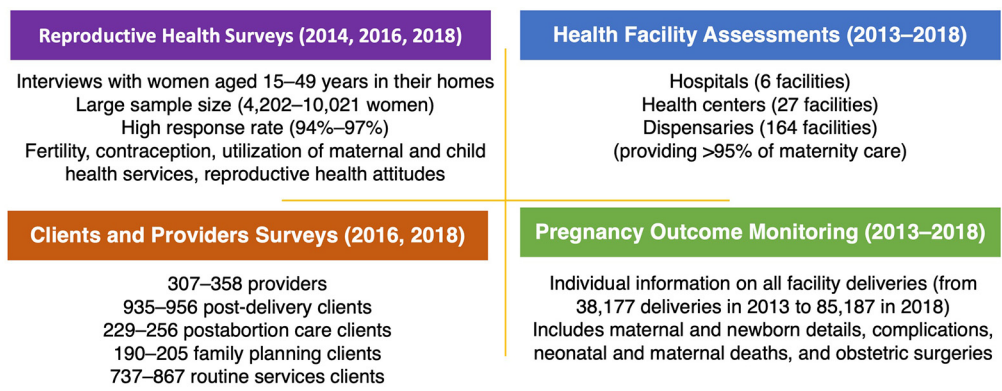 Reproductive Health Surveys (2014, 2016, 2018)
Interviews with women aged 15–49 years in their homes
Large sample size (4,202–10,021 women)
High response rate (94%–97%)
Fertility, contraception, utilization of maternal and child
health services, reproductive health attitudes
Health Facility Assessments (2013–2018)
Hospitals (6 facilities)
Health centers (27 facilities)
Dispensaries (164 facilities)
(providing >95% of maternity care)
Clients and Providers Surveys (2016, 2018)
307–358 providers
935–956 post-delivery clients
229–256 postabortion care clients
190–205 family planning clients
737–867 routine services clients
Pregnancy Outcome Monitoring (2013–2018)
Individual information on all facility deliveries (from
38,177 deliveries in 2013 to 85,187 in 2018)
Includes maternal and newborn details, complications,
neonatal and maternal deaths, and obstetric surgeries